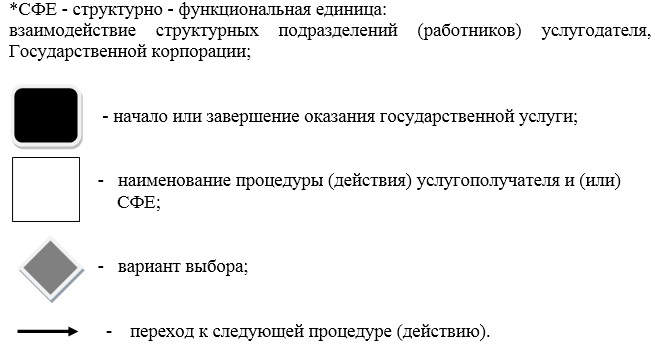 *СФЕ - структурно - функциональная единица:
взаимодействие структурных подразделений (работников) услугодателя,
Государственной корпорации;
- начало или завершение оказания государственной услуги;
- наименование процедуры (действия) услугополучателя и (или)
СФЕ;
- вариант выбора;
- переход к следующей процедуре (действию).